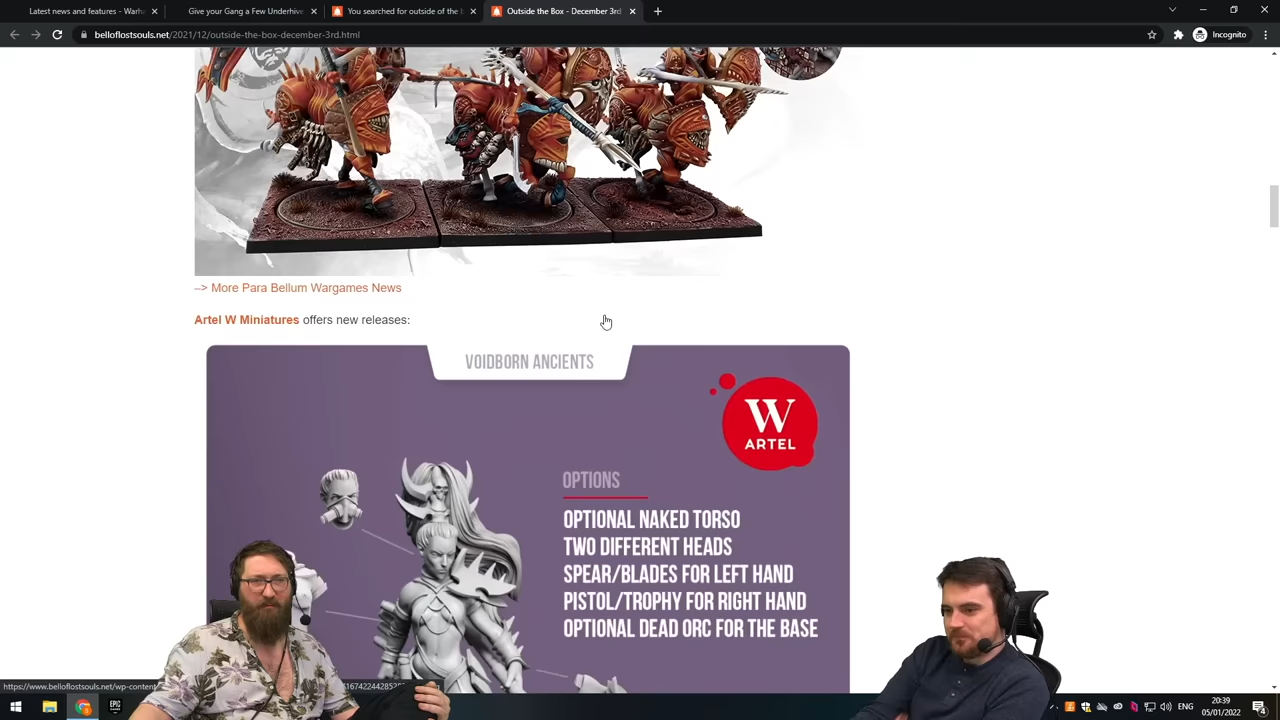 Latest news and features - Warha
Give your Gang a Few Underhive
You searched for outside of the b
Outside the Box - December 3rd
belloflostsouls.net/2021/12/outside-the-box-december-3rd.html
Incognito
–> More Para Bellum Wargames News
Artel W Miniatures offers new releases:
VOIDBORN ANCIENTS
W
ARTEL
OPTIONS
OPTIONAL NAKED TORSO
TWO DIFFERENT HEADS
SPEAR/BLADES FOR LEFT HAND
PISTOL/TROPHY FOR RIGHT HAND
OPTIONAL DEAD ORC FOR THE BASE
https://www.belloflostsouls.net/wp-content
EPIC
20:39
05/01/2022